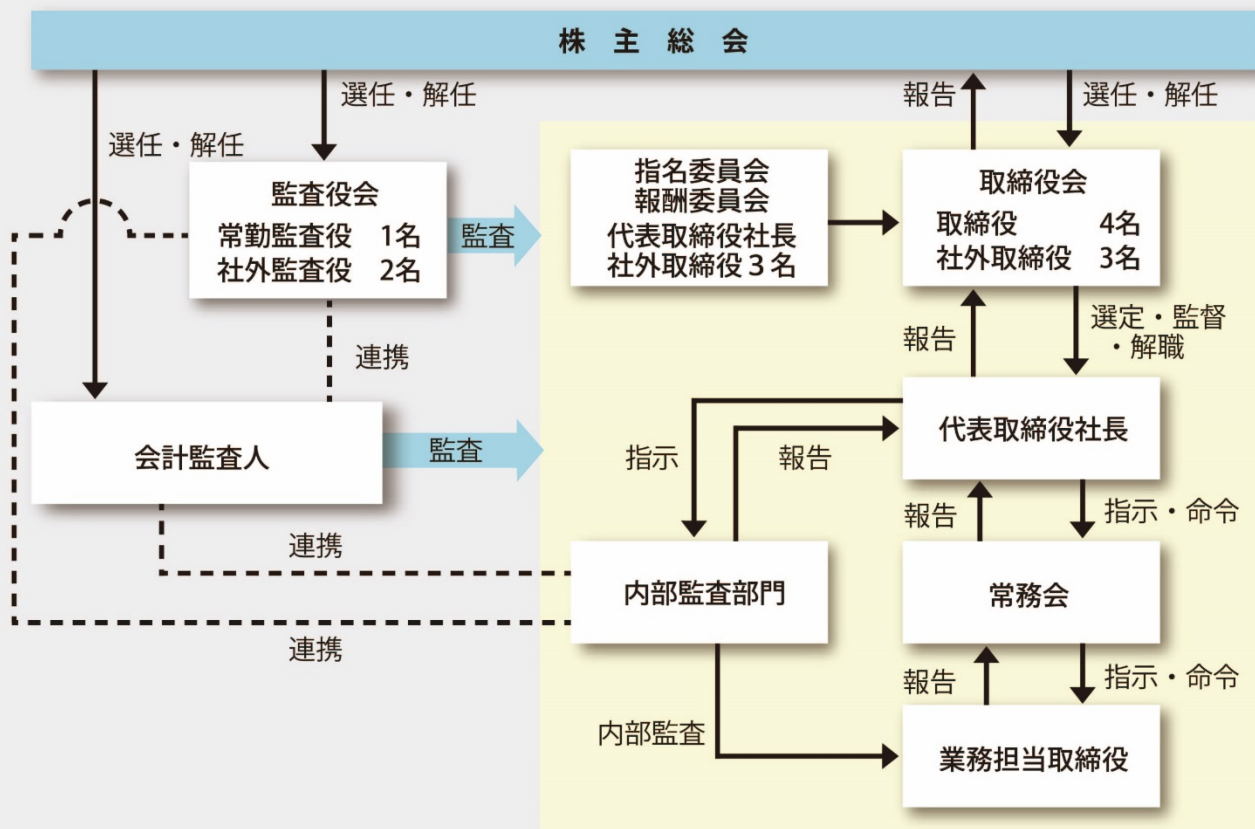 株主総会
選任・解任
選任・解任
報告
選任・解任
監査役会
常勤監査役 1名
社外監査役 2名
監査
指名委員会
報酬委員会
代表取締役社長
社外取締役3名
取締役会
取締役 4名
社外取締役 3名
連携
報告
選定・監督
・解職
会計監査人
監査
指示
報告
代表取締役社長
報告
指示・命令
連携
内部監査部門
常務会
連携
報告
指示・命令
内部監査
業務担当取締役